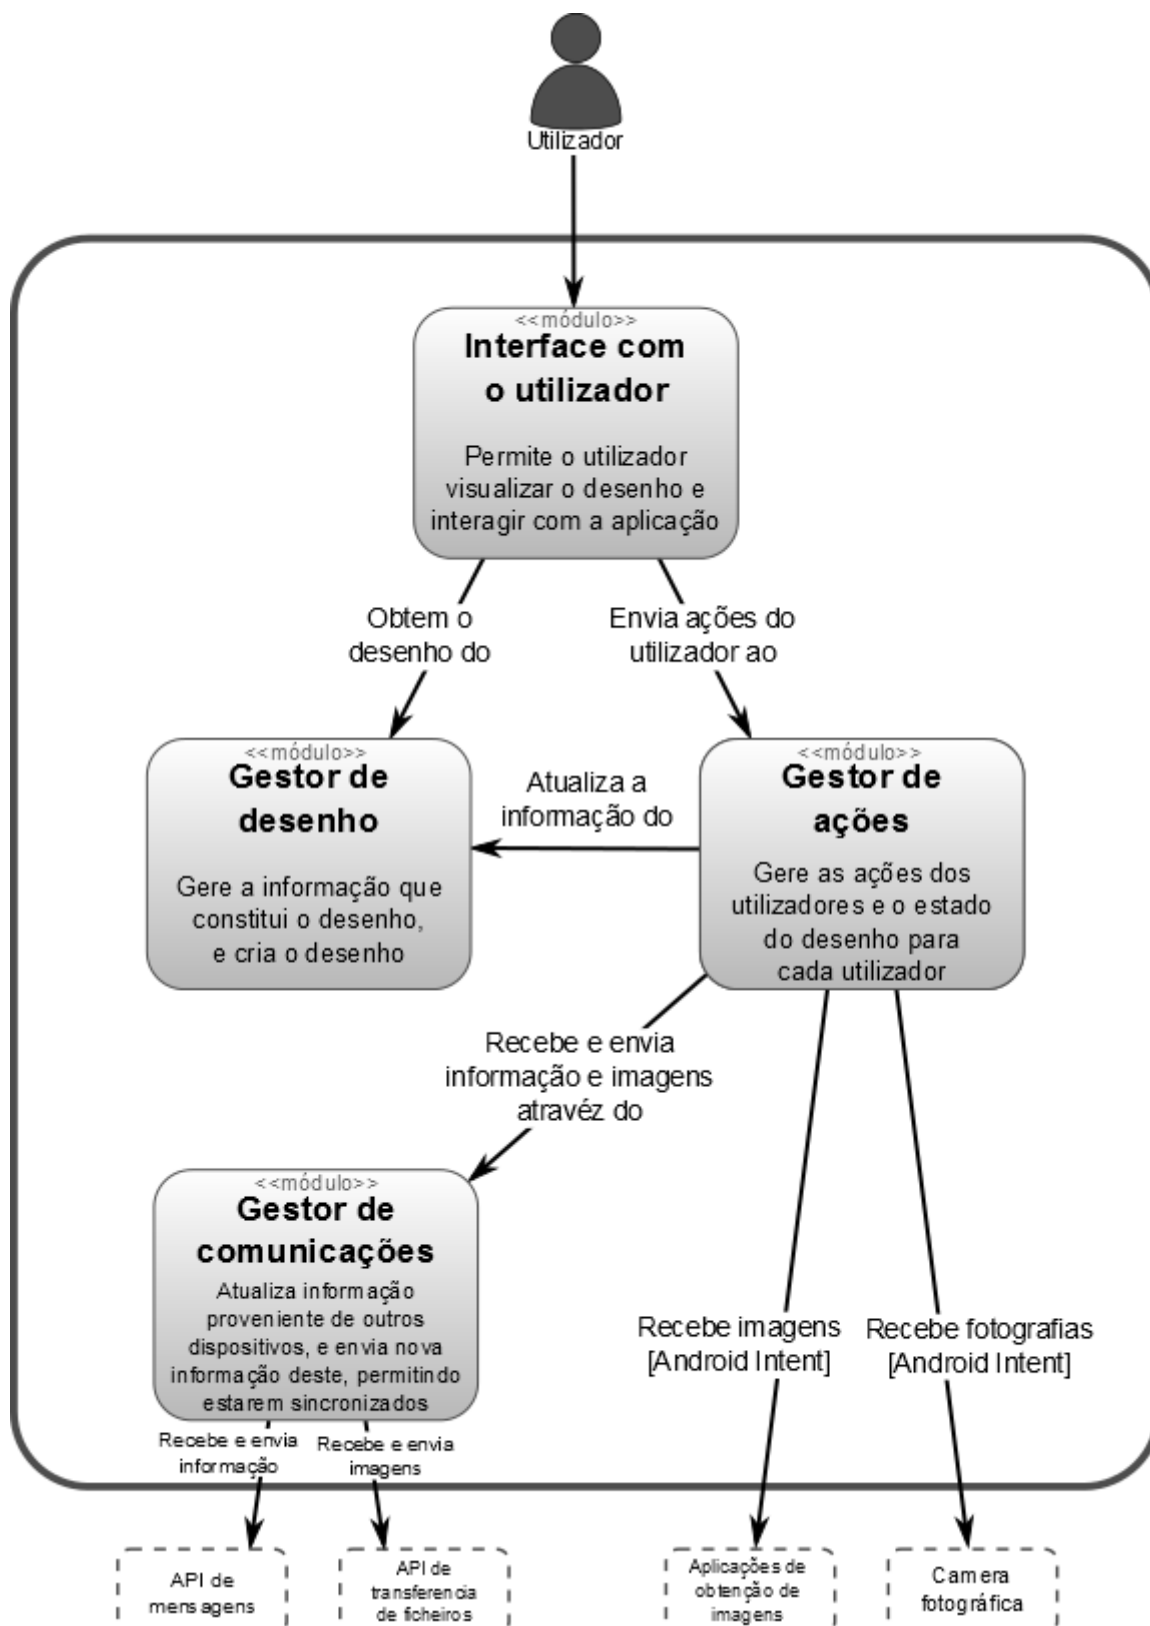 Utilizador
<<módulo>>
Interface com
o utilizador
Permite o utilizador
visualizar o desenho e
interagir com a aplicação
Obtem o
desenho do
Envia ações do
utilizador ao
<<módulo>>
Gestor de
desenho
Gere a informação que
constitui o desenho,
e cria o desenho
Atualiza a
informação do
<<módulo>>
Gestor de
ações
Gere as ações dos
utilizadores e o estado
do desenho para
cada utilizador
Recebe e envia
informação e imagens
atravéz do
<<módulo>>
Gestor de
comunicações
Atualiza informação
proveniente de outros
dispositivos, e envia nova
informação deste, permitindo
estarem sincronizados
Recebe imagens
[Android Intent]
Recebe fotografias
[Android Intent]
Recebe e envia
informação
Recebe e envia
imagens
API de
mensagens
API de
transferencia
de ficheiros
Aplicações de
obtenção de
imagens
Camera
fotográfica